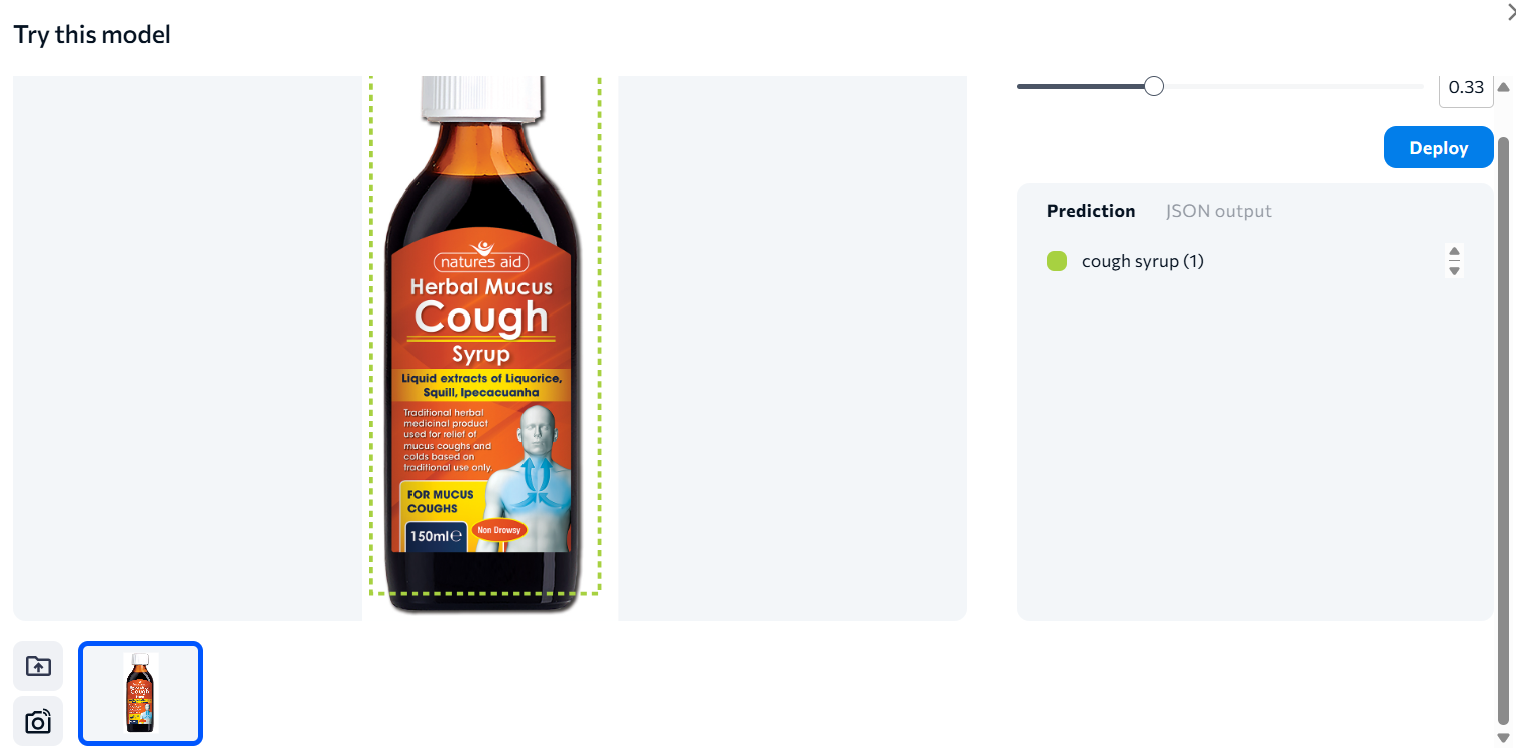 Try this model
0.33
Deploy
Prediction JSON output
cough syrup (1)
natures aid
Herbal Mucus
Cough
Syrup
Liquid extracts of Liquorice,
Squill, Ipecacuanha
Traditional herbal
medicinal product
used for relief of
mucus coughs and
colds based on
traditional use only.
FOR MUCUS
COUGHS
150ml℮
Non Drowsy